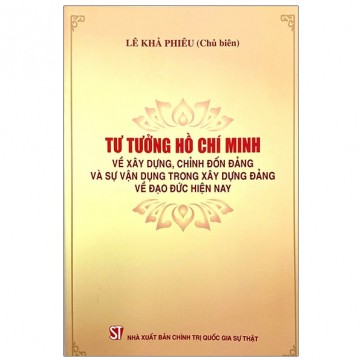 LÊ KHẢ PHIÊU (Chủ biên)
TƯ TƯỞNG HỒ CHÍ MINH
VỀ XÂY DỰNG, CHỈNH ĐỐN ĐẢNG
VÀ SỰ VẬN DỤNG TRONG XÂY DỰNG ĐẢNG
VỀ ĐẠO ĐỨC HIỆN NAY
ST
NHÀ XUẤT BẢN CHÍNH TRỊ QUỐC GIA SỰ THẬT